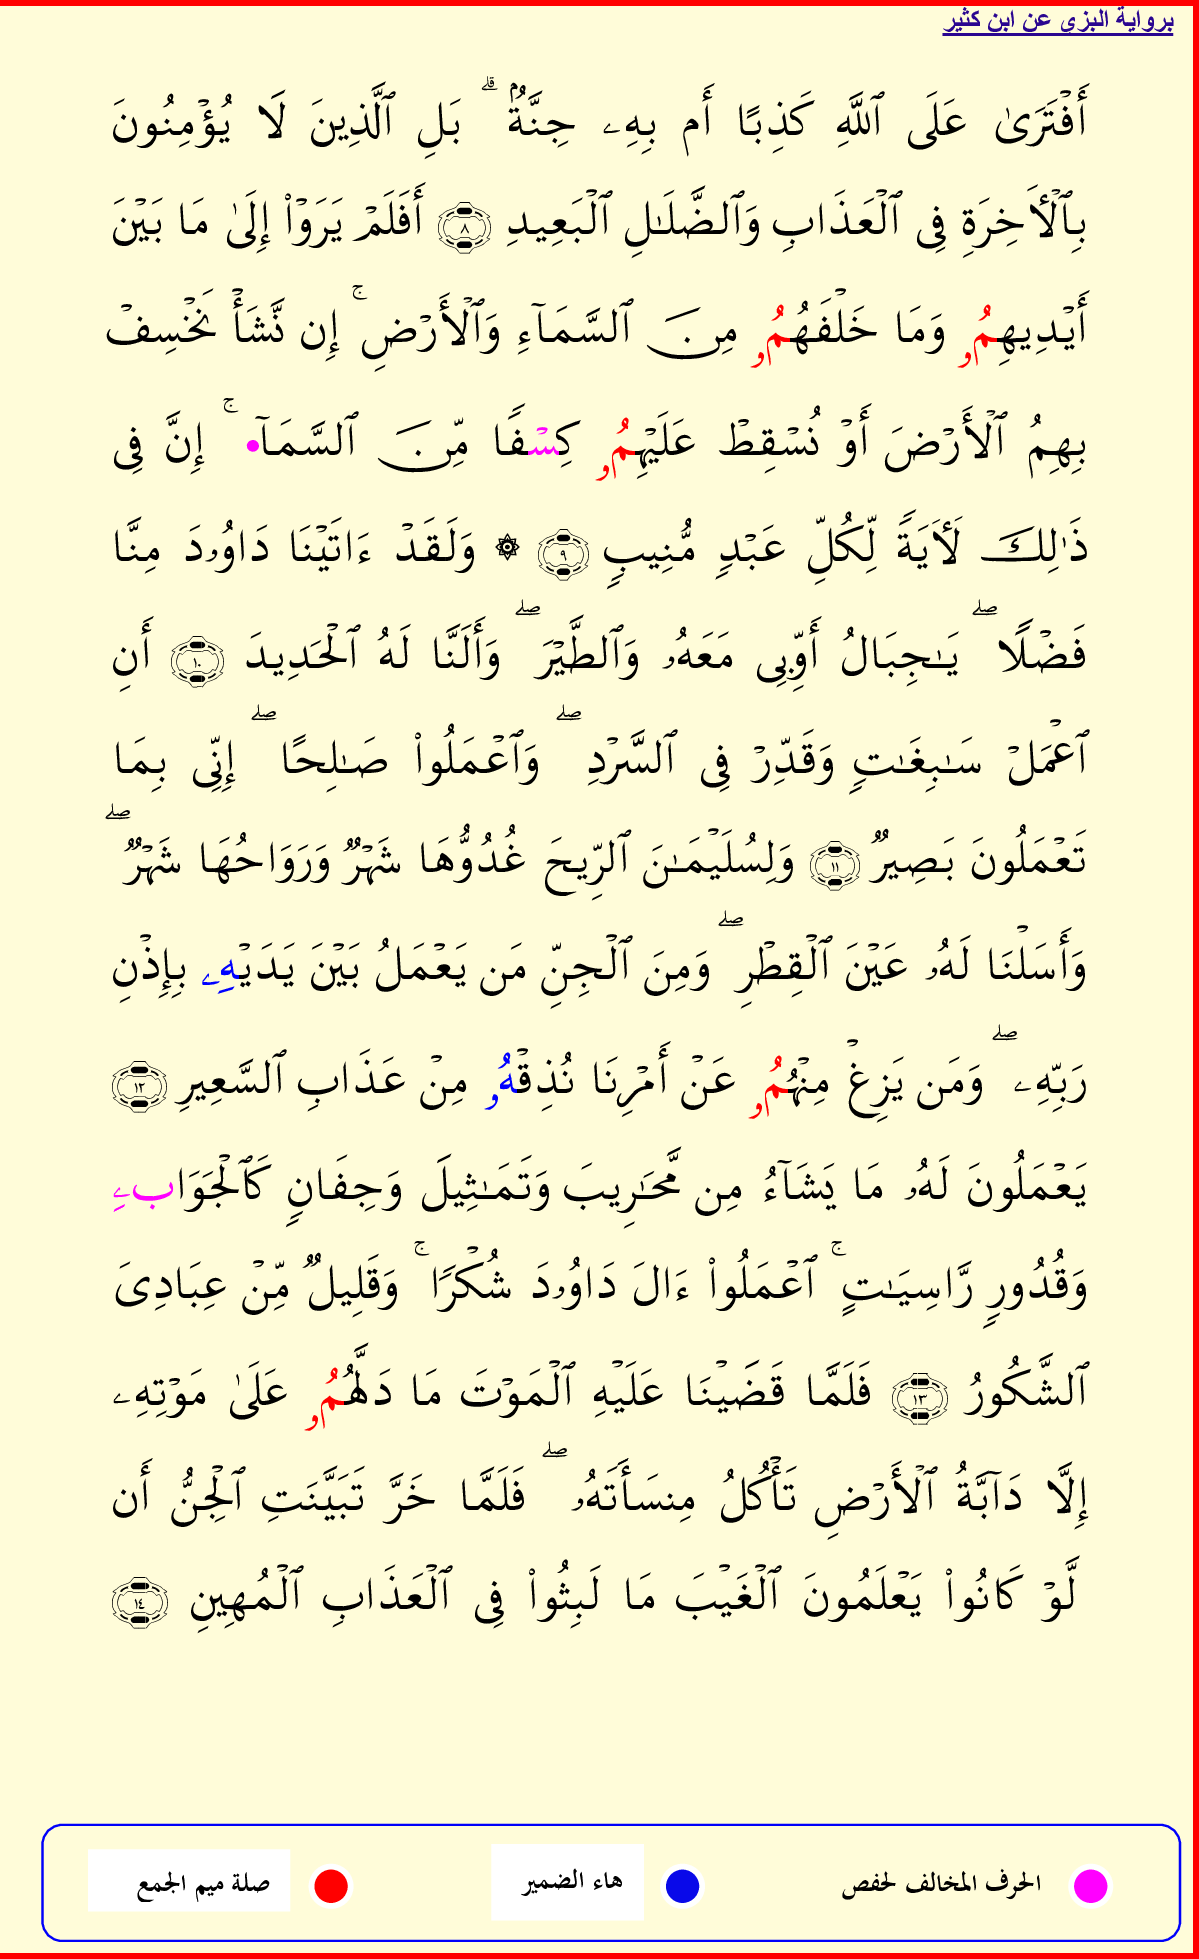 برواية البزي عن ابن كثير
أَفْتَرَىٰ عَلَى ٱللَّهِ كَذِبًا أَم بِهِۦ جِنَّةُۢ ۗ بَلِ ٱلَّذِينَ لَا يُؤْمِنُونَ
بِٱلْأَخِرَةِ فِى ٱلْعَذَابِ وَٱلضَّلَٰلِ ٱلْبَعِيدِ ٨ أَفَلَمْ يَرَوْا۟ إِلَىٰ مَا بَيْنَ
أَيْدِيهِمُۥ وَمَا خَلْفَهُمُۥ مِنَ ٱلسَّمَآءِ وَٱلْأَرْضِ ۚ إِن نَّشَأْ نَخْسِفْ
بِهِمُ ٱلْأَرْضَ أَوْ نُسْقِطْ عَلَيْهِمُۥ كِسْفًا مِّنَ ٱلسَّمَآ• ۚ إِنَّ فِى
ذَٰلِكَ لَأَيَةً لِّكُلِّ عَبْدٍ مُّنِيبٍ ٩ ۞ وَلَقَدْ ءَاتَيْنَا دَاوُۥدَ مِنَّا
فَضْلًا ۖ يَٰجِبَالُ أَوِّبِى مَعَهُۥ وَٱلطَّيْرَ ۖ وَأَلَنَّا لَهُ ٱلْحَدِيدَ ١٠ أَنِ
ٱعْمَلْ سَٰبِغَٰتٍ وَقَدِّرْ فِى ٱلسَّرْدِ ۖ وَٱعْمَلُوا۟ صَٰلِحًا ۖ إِنِّى بِمَا
تَعْمَلُونَ بَصِيرٌ ١١ وَلِسُلَيْمَٰنَ ٱلرِّيحَ غُدُوُّهَا شَهْرٌ وَرَوَاحُهَا شَهْرٌ ۖ
وَأَسَلْنَا لَهُۥ عَيْنَ ٱلْقِطْرِ ۖ وَمِنَ ٱلْجِنِّ مَن يَعْمَلُ بَيْنَ يَدَيْهِۦ بِإِذْنِ
رَبِّهِۦ ۖ وَمَن يَزِغْ مِنْهُمُۥ عَنْ أَمْرِنَا نُذِقْهُۥ مِنْ عَذَابِ ٱلسَّعِيرِ ١٢
يَعْمَلُونَ لَهُۥ مَا يَشَآءُ مِن مَّحَٰرِيبَ وَتَمَٰثِيلَ وَجِفَانٍ كَٱلْجَوَابِۦ
وَقُدُورٍ رَّاسِيَٰتٍ ۚ ٱعْمَلُوا۟ ءَالَ دَاوُۥدَ شُكْرًا ۚ وَقَلِيلٌ مِّنْ عِبَادِىَ
ٱلشَّكُورُ ١٣ فَلَمَّا قَضَيْنَا عَلَيْهِ ٱلْمَوْتَ مَا دَلَّهُمُۥ عَلَىٰ مَوْتِهِۦ
إِلَّا دَآبَّةُ ٱلْأَرْضِ تَأْكُلُ مِنسَأَتَهُۥ ۖ فَلَمَّا خَرَّ تَبَيَّنَتِ ٱلْجِنُّ أَن
لَّوْ كَانُوا۟ يَعْلَمُونَ ٱلْغَيْبَ مَا لَبِثُوا۟ فِى ٱلْعَذَابِ ٱلْمُهِينِ ١٤
الحرف المخالف لحفص
هاء الضمير
صلة ميم الجمع